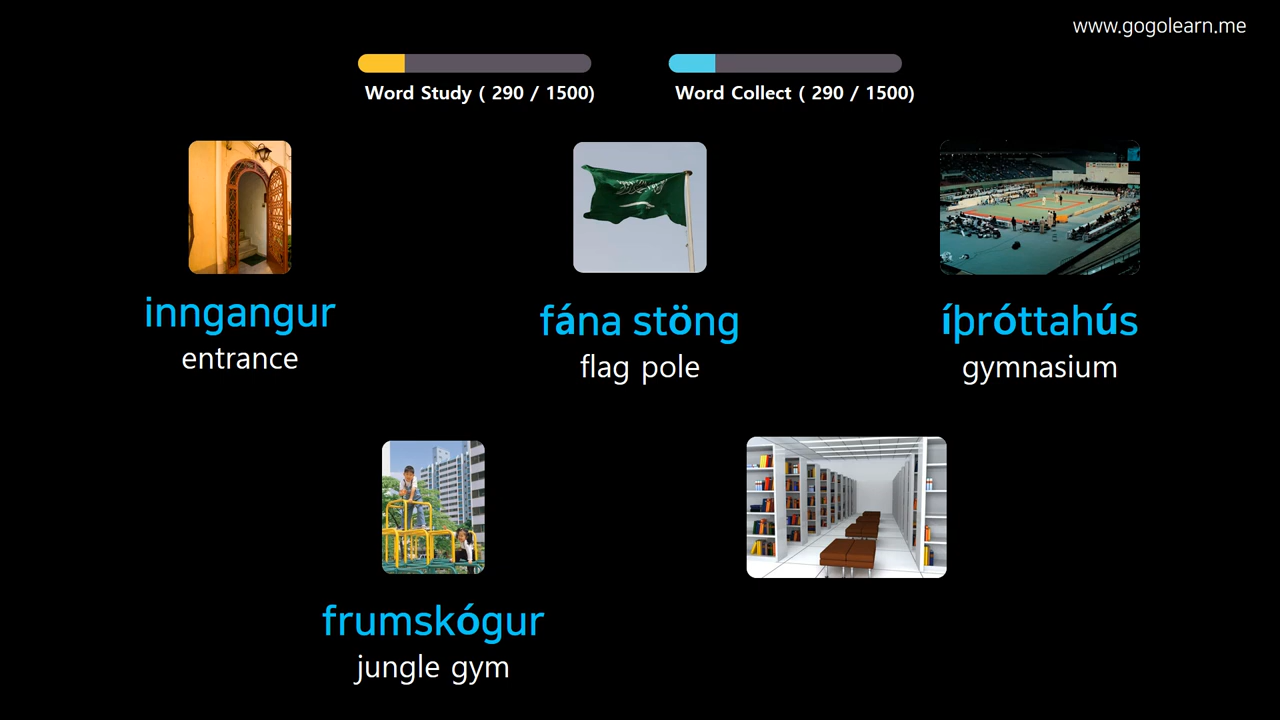 www.gogolearn.me
Word Study ( 290 / 1500)
Word Collect ( 290 / 1500)
inngangur
entrance
fána stöng
flag pole
íþróttahús
gymnasium
frumskógur
jungle gym